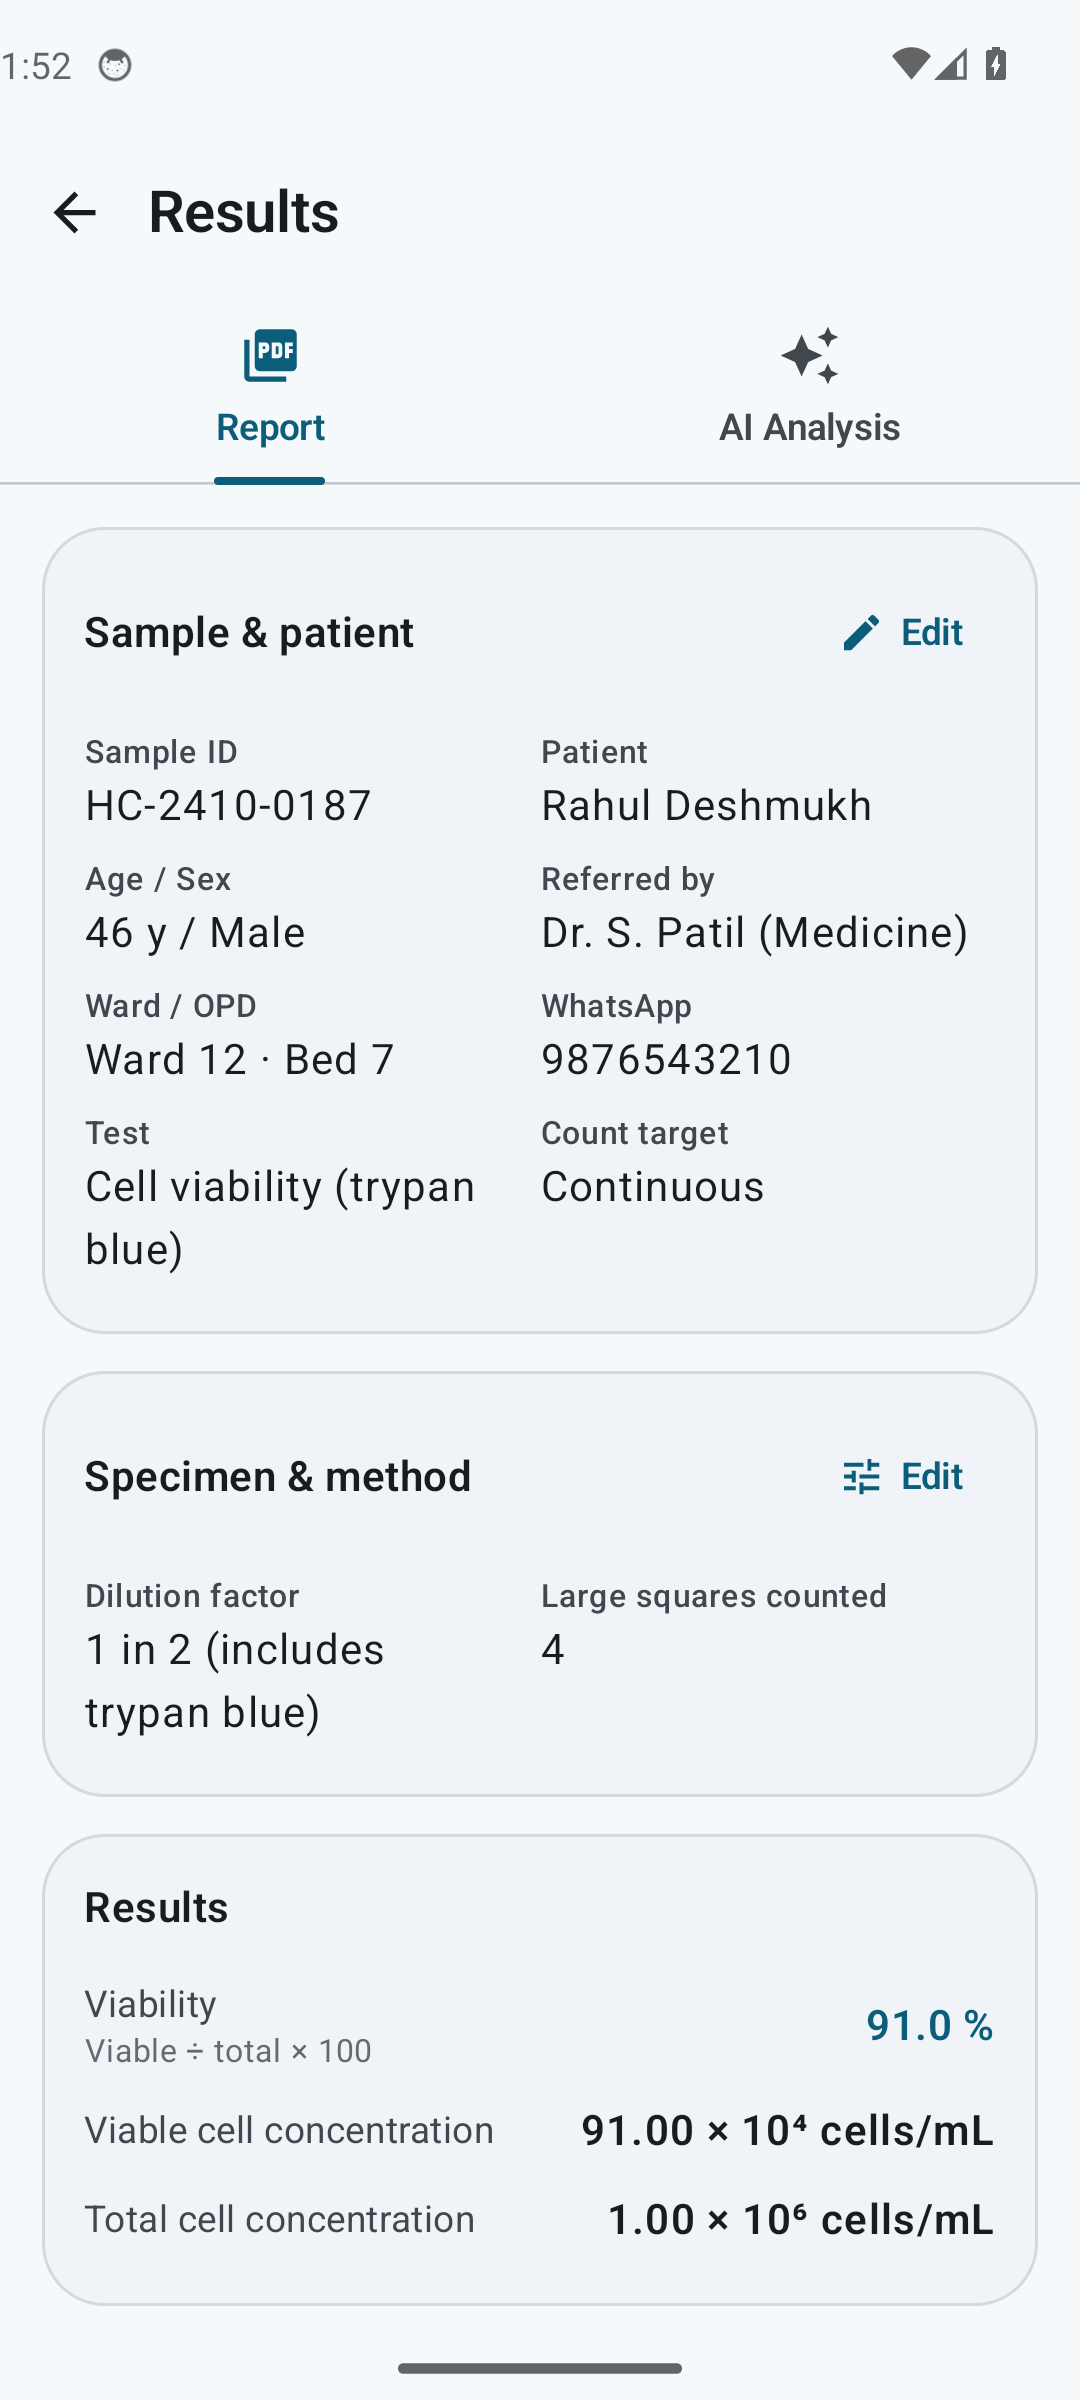 1:52
Results
PDF
Report
AI Analysis
Sample & patient
Edit
Sample ID
HC-2410-0187
Patient
Rahul Deshmukh
Age / Sex
46 y / Male
Referred by
Dr. S. Patil (Medicine)
Ward / OPD
Ward 12 · Bed 7
WhatsApp
9876543210
Test
Cell viability (trypan
blue)
Count target
Continuous
Specimen & method
Edit
Dilution factor
1 in 2 (includes
trypan blue)
Large squares counted
4
Results
Viability
Viable ÷ total × 100
91.0 %
Viable cell concentration
91.00 × 10⁴ cells/mL
Total cell concentration
1.00 × 10⁶ cells/mL